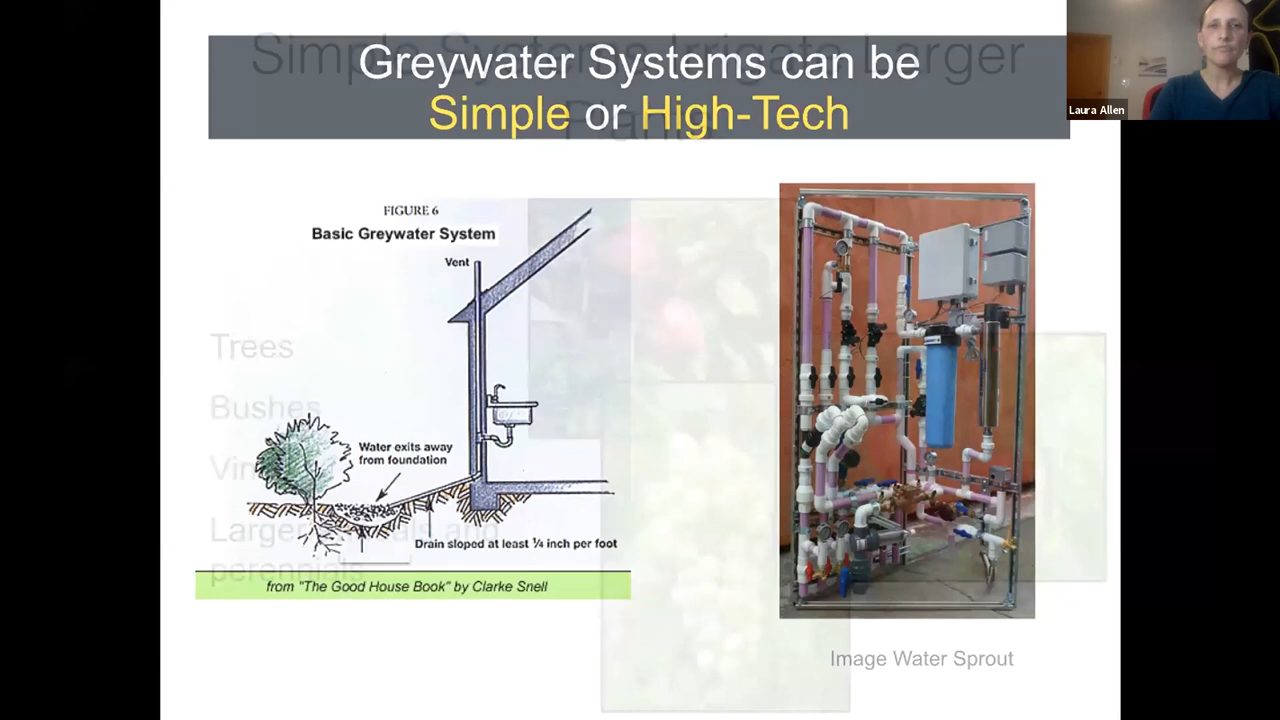 Greywater Systems can be
Simple or High-Tech
Laura Allen
FIGURE 6
Basic Greywater System
Vent
Water exits away
from foundation
Drain sloped at least ¼ inch per foot
from "The Good House Book" by Clarke Snell
Image Water Sprout
Trees
Bushes
Larger
perennials